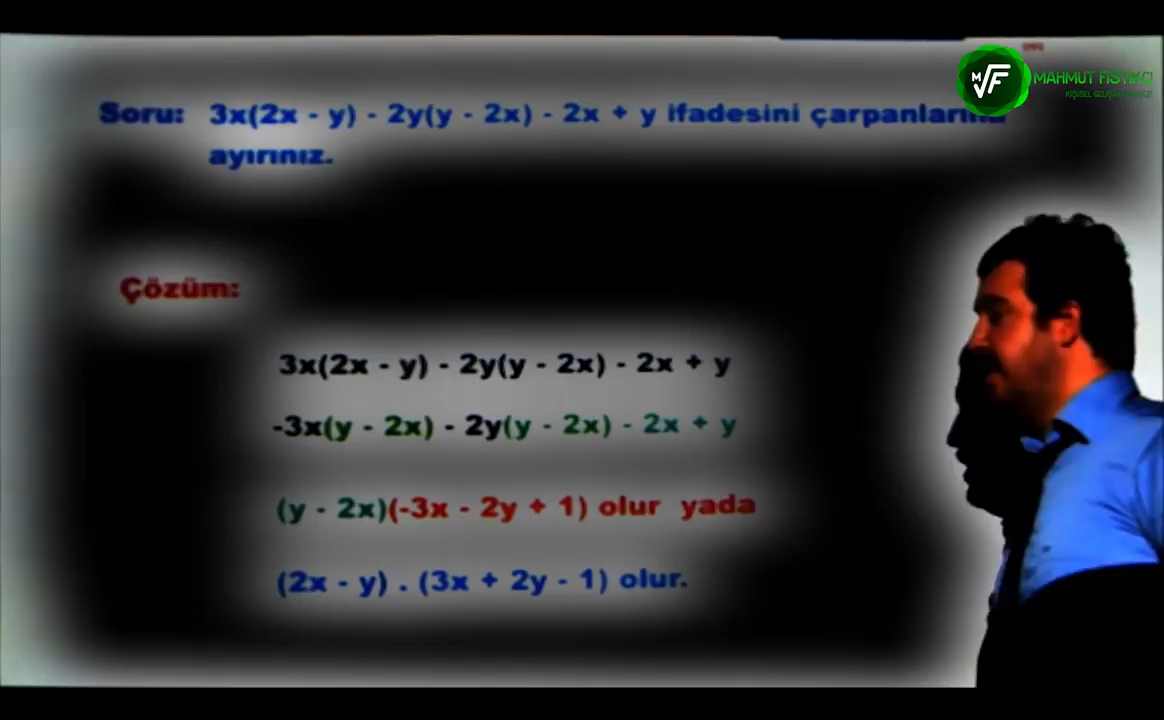 MAHMUT FISTIKÇI
Soru: 3x(2x - y) - 2y(y - 2x) - 2x + y ifadesini çarpanlarına
ayırınız.
Çözüm:
3x(2x - y) - 2y(y - 2x) - 2x + y
-3x(y - 2x) - 2y(y - 2x) - 2x + y
(y - 2x)(-3x - 2y + 1) olur yada
(2x - y) . (3x + 2y - 1) olur.